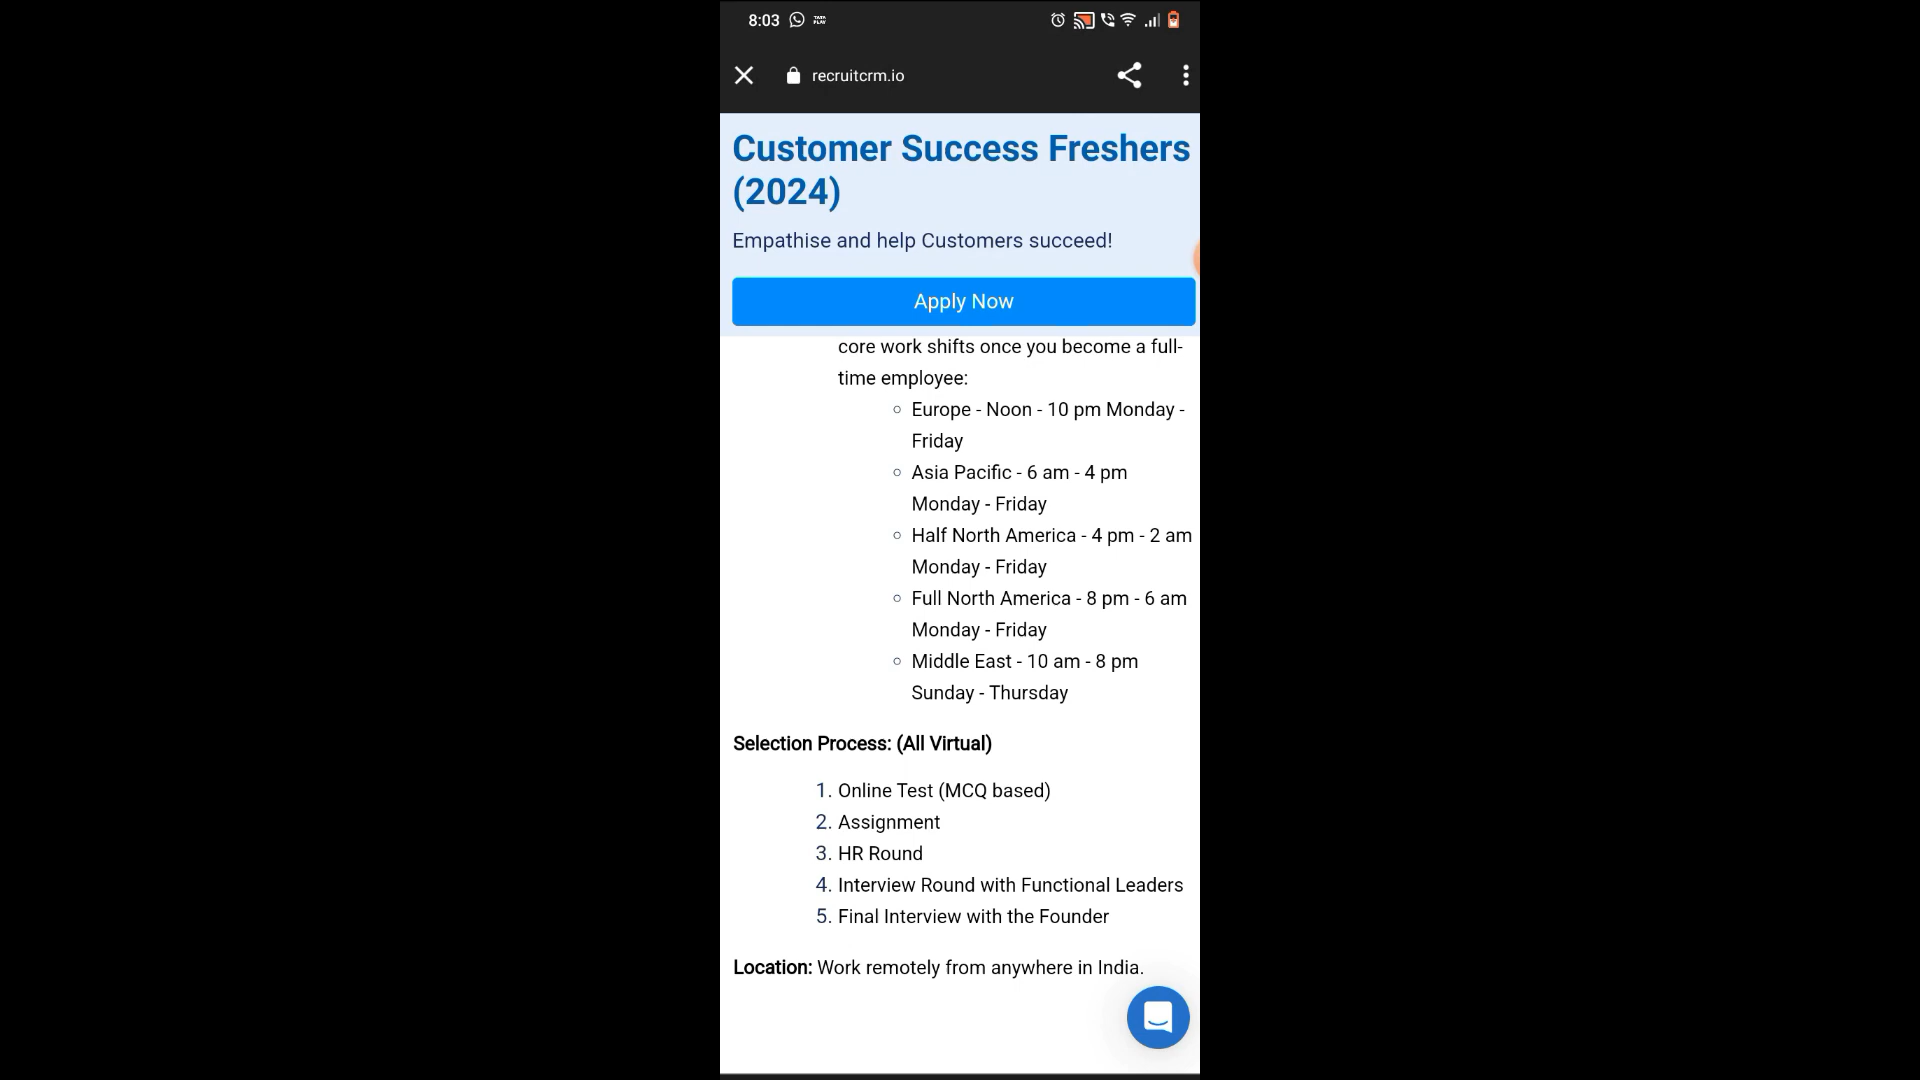 8:03
TATA
PLAY
recruitcrm.io
Customer Success Freshers
(2024)
Empathise and help Customers succeed!
Apply Now
core work shifts once you become a full-
time employee:
Europe - Noon - 10 pm Monday -
Friday
Asia Pacific - 6 am - 4 pm
Monday - Friday
Half North America - 4 pm - 2 am
Monday - Friday
Full North America - 8 pm - 6 am
Monday - Friday
Middle East - 10 am - 8 pm
Sunday - Thursday
Selection Process: (All Virtual)
1. Online Test (MCQ based)
2. Assignment
3. HR Round
4. Interview Round with Functional Leaders
5. Final Interview with the Founder
Location: Work remotely from anywhere in India.